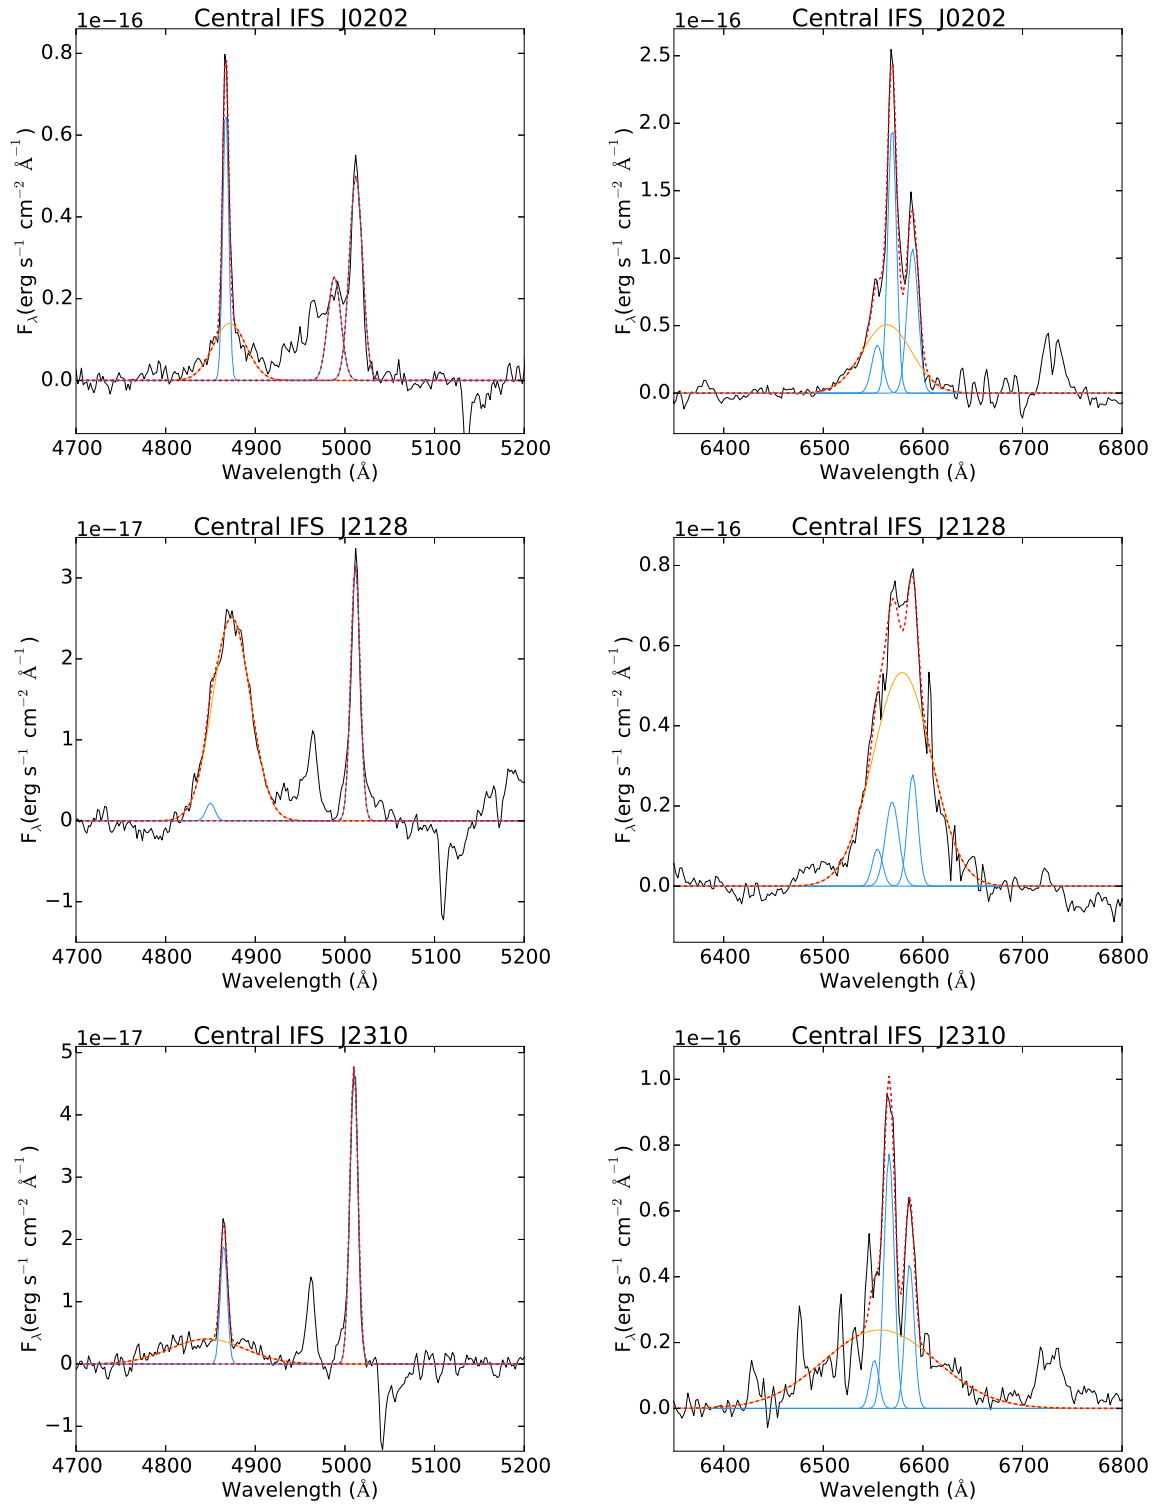 1e−16 Central IFS J0202
F_λ(erg s⁻¹ cm⁻² Å⁻¹)
0.8
0.6
0.4
0.2
0.0
4700 4800 4900 5000 5100 5200
Wavelength (Å)
1e−16 Central IFS J0202
F_λ(erg s⁻¹ cm⁻² Å⁻¹)
2.5
2.0
1.5
1.0
0.5
0.0
6400 6500 6600 6700 6800
Wavelength (Å)
1e−17 Central IFS J2128
F_λ(erg s⁻¹ cm⁻² Å⁻¹)
3
2
1
0
−1
4700 4800 4900 5000 5100 5200
Wavelength (Å)
1e−16 Central IFS J2128
F_λ(erg s⁻¹ cm⁻² Å⁻¹)
0.8
0.6
0.4
0.2
0.0
6400 6500 6600 6700 6800
Wavelength (Å)
1e−17 Central IFS J2310
F_λ(erg s⁻¹ cm⁻² Å⁻¹)
5
4
3
2
1
0
−1
4700 4800 4900 5000 5100 5200
Wavelength (Å)
1e−16 Central IFS J2310
F_λ(erg s⁻¹ cm⁻² Å⁻¹)
1.0
0.8
0.6
0.4
0.2
0.0
6400 6500 6600 6700 6800
Wavelength (Å)